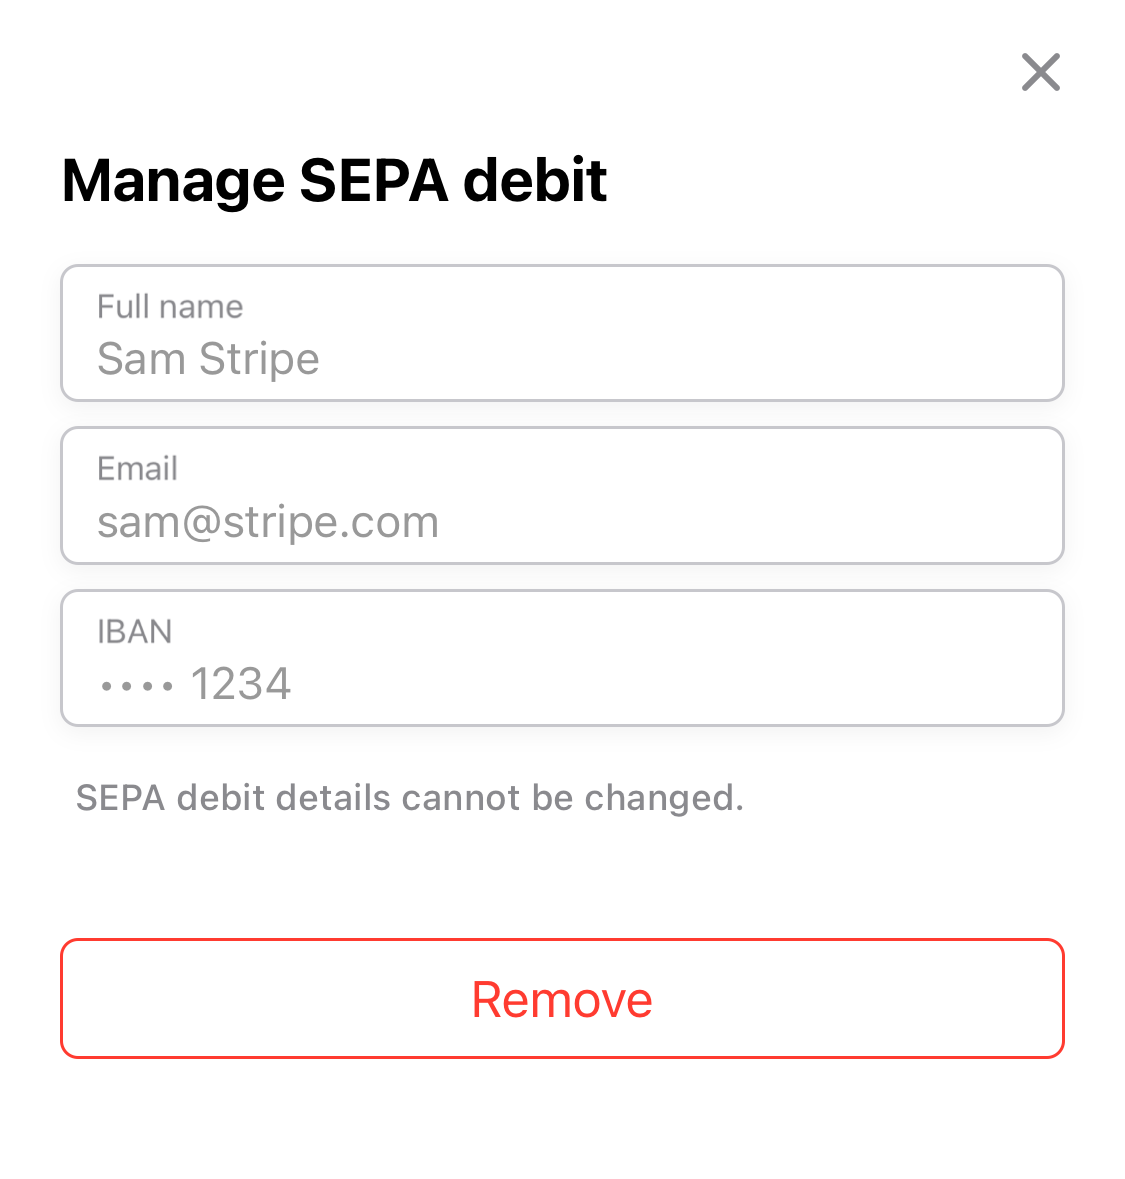 Manage SEPA debit
Full name
Sam Stripe
Email
sam@stripe.com
IBAN
•••• 1234
SEPA debit details cannot be changed.
Remove